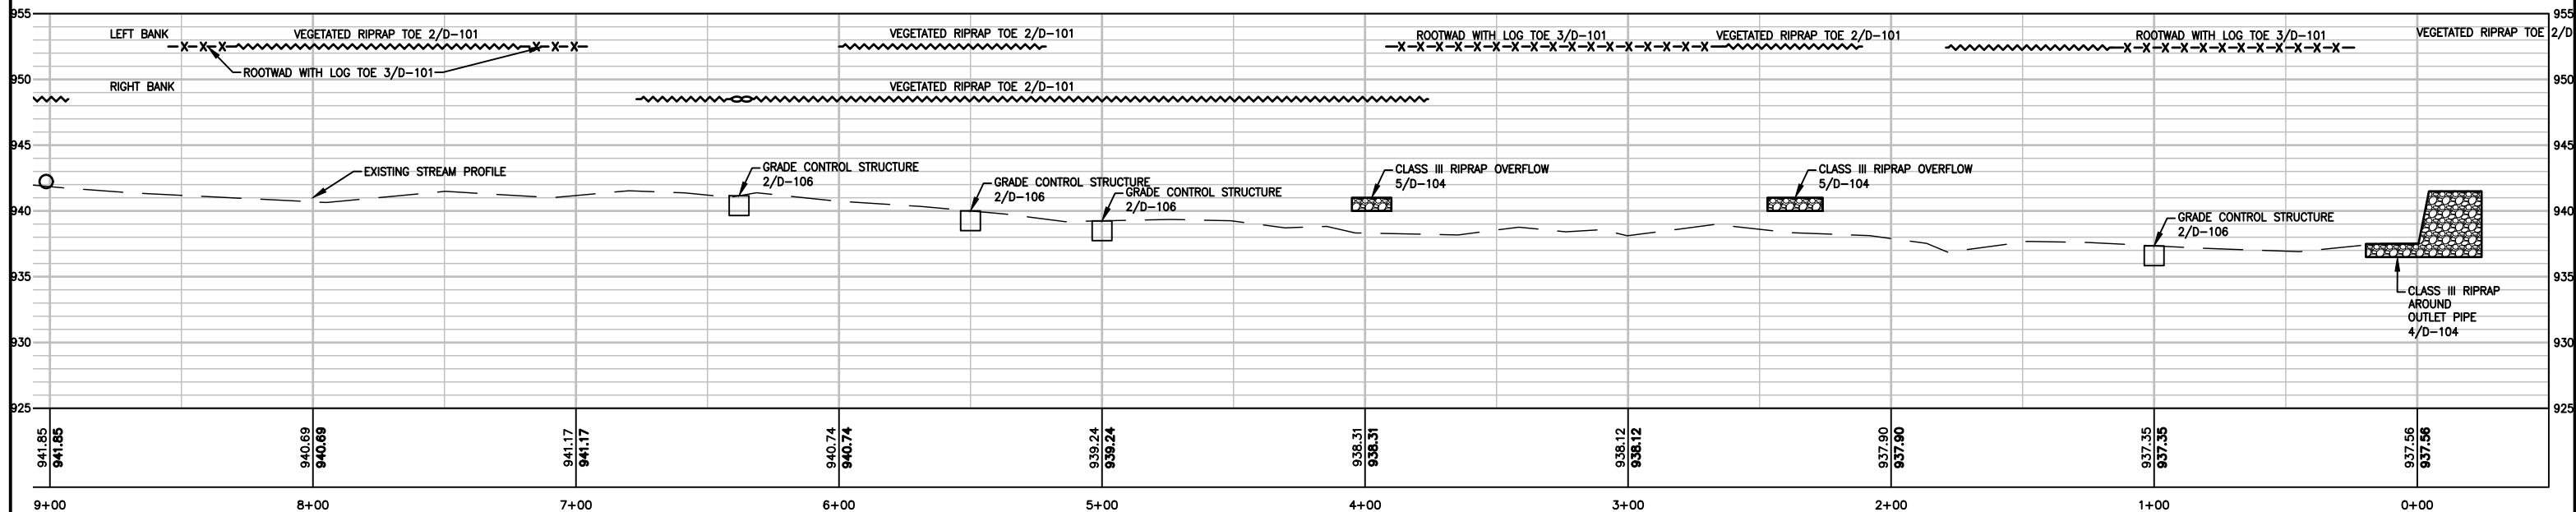 955
955
LEFT BANK
VEGETATED RIPRAP TOE 2/D-101
VEGETATED RIPRAP TOE 2/D-101
ROOTWAD WITH LOG TOE 3/D-101
VEGETATED RIPRAP TOE 2/D-101
ROOTWAD WITH LOG TOE 3/D-101
VEGETATED RIPRAP TOE 2/D
ROOTWAD WITH LOG TOE 3/D-101
950
950
RIGHT BANK
VEGETATED RIPRAP TOE 2/D-101
945
945
EXISTING STREAM PROFILE
GRADE CONTROL STRUCTURE
2/D-106
GRADE CONTROL STRUCTURE
2/D-106
GRADE CONTROL STRUCTURE
2/D-106
CLASS III RIPRAP OVERFLOW
5/D-104
CLASS III RIPRAP OVERFLOW
5/D-104
GRADE CONTROL STRUCTURE
2/D-106
940
940
935
935
CLASS III RIPRAP
AROUND
OUTLET PIPE
4/D-104
930
930
925
925
941.85
941.85
940.69
940.69
941.17
941.17
940.74
940.74
939.24
939.24
938.31
938.31
938.12
938.12
937.90
937.90
937.35
937.35
937.56
937.56
9+00
8+00
7+00
6+00
5+00
4+00
3+00
2+00
1+00
0+00